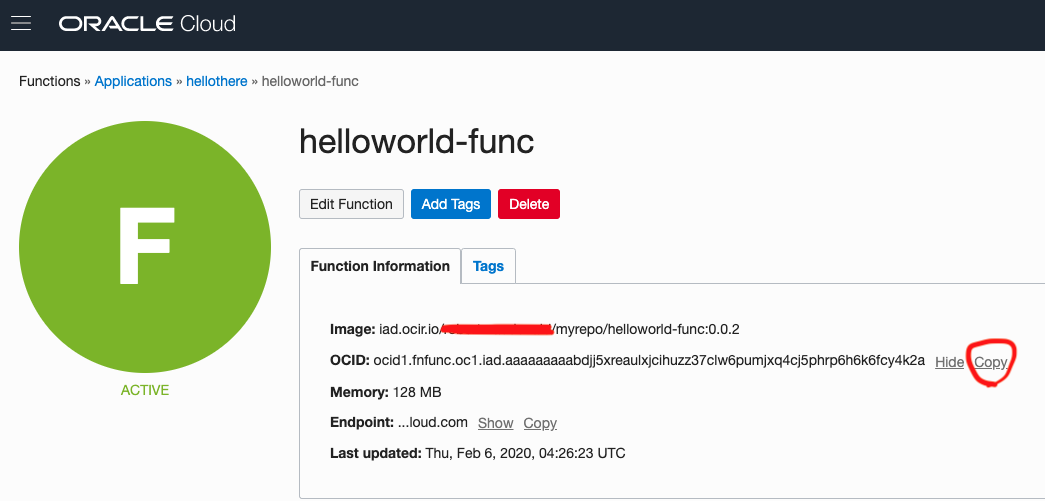 ORACLE Cloud
Functions » Applications » hellothere » helloworld-func
F
ACTIVE
helloworld-func
Edit Function Add Tags Delete
Function Information Tags
Image: iad.ocir.io/ /myrepo/helloworld-func:0.0.2
OCID: ocid1.fnfunc.oc1.iad.aaaaaaaaabdjj5xreaulxjcihuzz37clw6pumjxq4cj5phrp6h6k6fcy4k2a Hide Copy
Memory: 128 MB
Endpoint: ...loud.com Show Copy
Last updated: Thu, Feb 6, 2020, 04:26:23 UTC